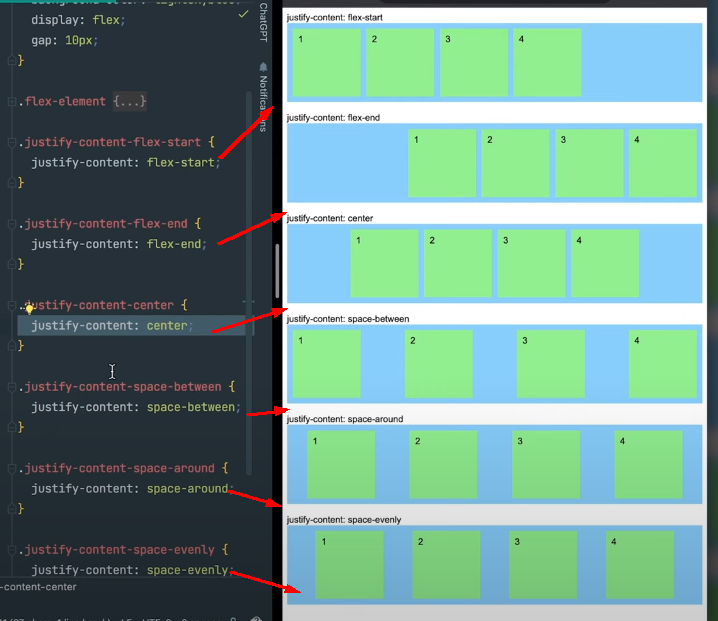 display: flex;
gap: 10px;
}
.flex-element {...}
.justify-content-flex-start {
justify-content: flex-start;
}
.justify-content-flex-end {
justify-content: flex-end;
}
.justify-content-center {
justify-content: center;
}
.justify-content-space-between {
justify-content: space-between;
}
.justify-content-space-around {
justify-content: space-around;
}
.justify-content-space-evenly {
justify-content: space-evenly;
-content-center
ChatGPT
Notifications
justify-content: flex-start
1 2 3 4
justify-content: flex-end
1 2 3 4
justify-content: center
1 2 3 4
justify-content: space-between
1 2 3 4
justify-content: space-around
1 2 3 4
justify-content: space-evenly
1 2 3 4